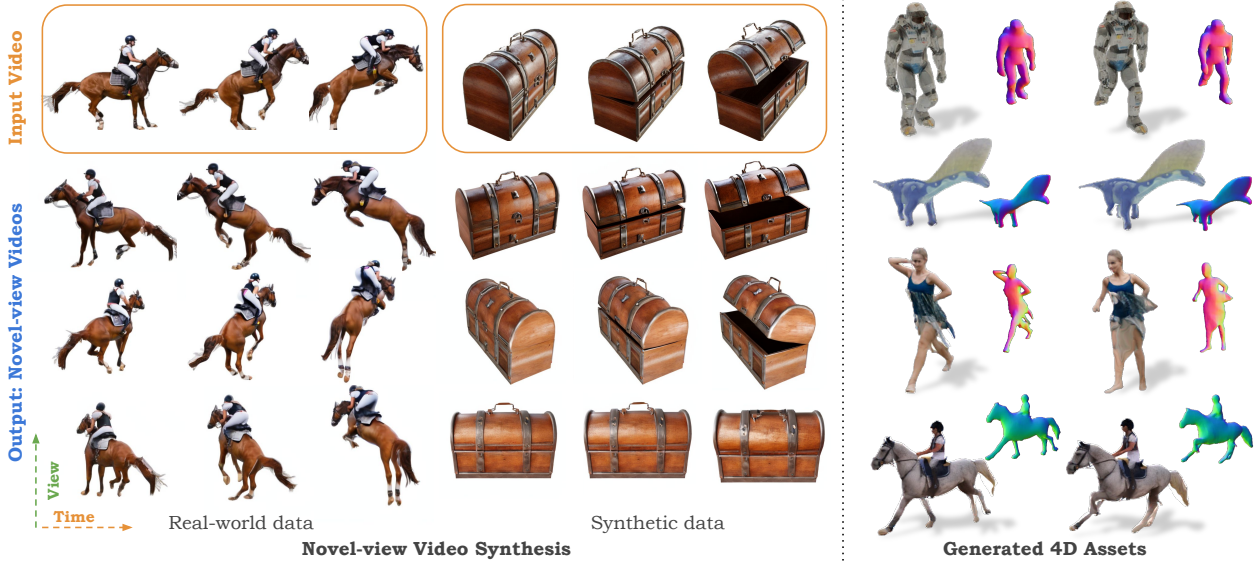 Input Video
Output: Novel-view Videos
View
Time
Real-world data
Synthetic data
Novel-view Video Synthesis
Generated 4D Assets